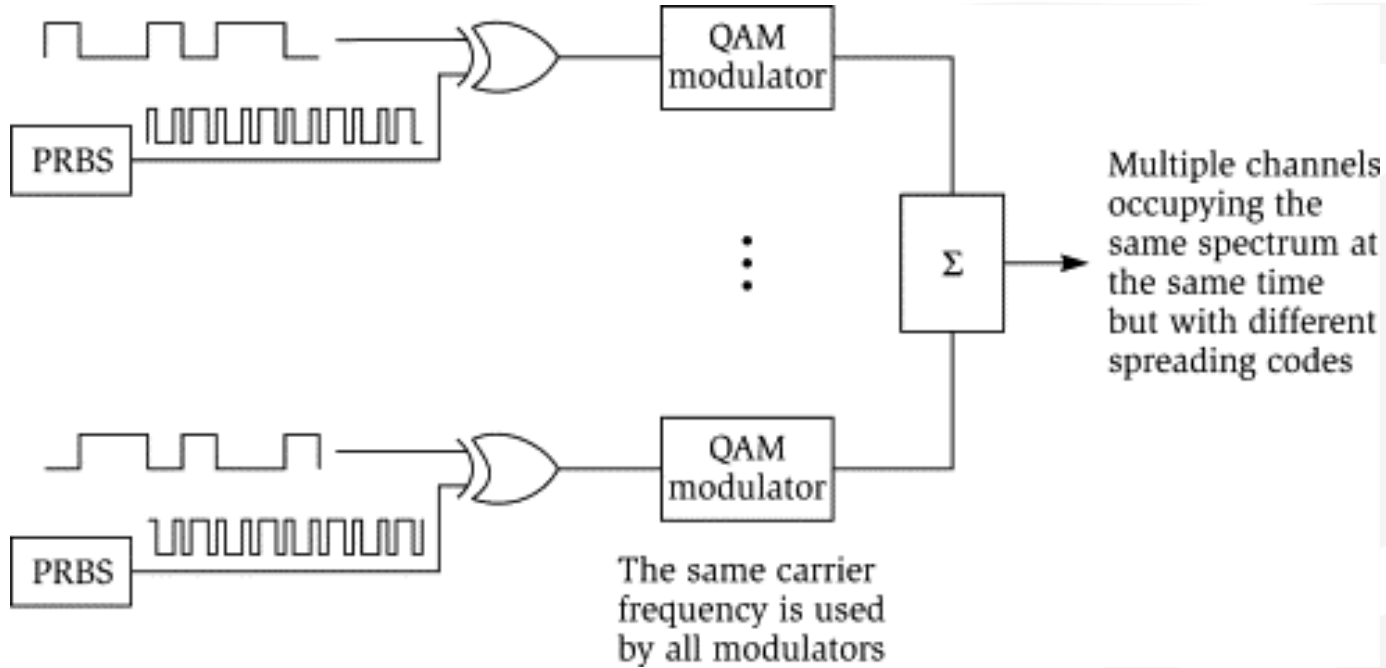 QAM
modulator
PRBS
Multiple channels
occupying the
same spectrum at
the same time
but with different
spreading codes
Σ
QAM
modulator
PRBS
The same carrier
frequency is used
by all modulators